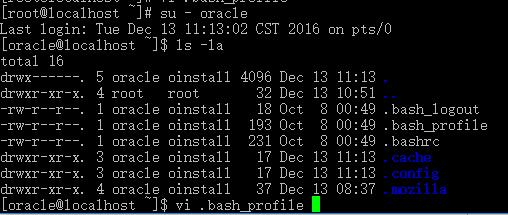 [root@localhost ~]# vi .bash_profile
[root@localhost ~]# su - oracle
Last login: Tue Dec 13 11:13:02 CST 2016 on pts/0
[oracle@localhost ~]$ ls -la
total 16
drwx------. 5 oracle oinstall 4096 Dec 13 11:13 .
drwxr-xr-x. 4 root root 32 Dec 13 10:51 ..
-rw-r--r--. 1 oracle oinstall 18 Oct 8 00:49 .bash_logout
-rw-r--r--. 1 oracle oinstall 193 Oct 8 00:49 .bash_profile
-rw-r--r--. 1 oracle oinstall 231 Oct 8 00:49 .bashrc
drwxr-xr-x. 3 oracle oinstall 17 Dec 13 11:13 .cache
drwxr-xr-x. 3 oracle oinstall 17 Dec 13 11:13 .config
drwxr-xr-x. 4 oracle oinstall 37 Dec 13 08:37 .mozilla
[oracle@localhost ~]$ vi .bash_profile